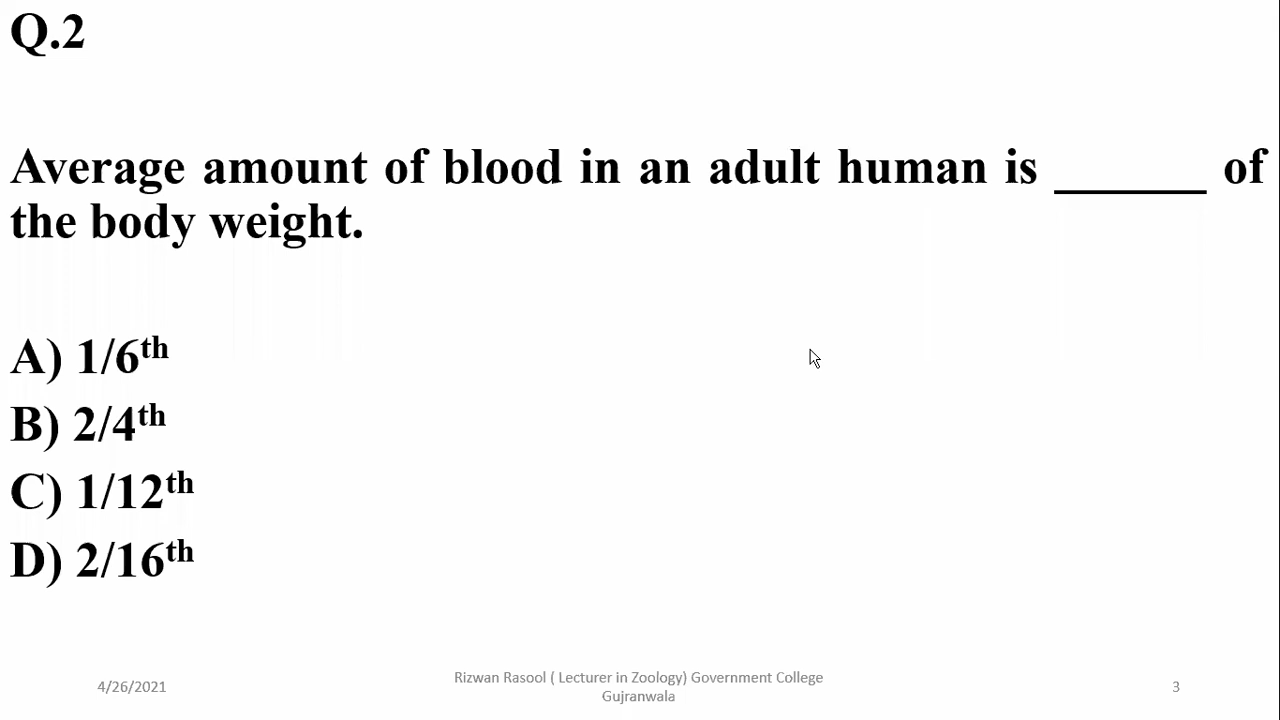 Q.2
Average amount of blood in an adult human is ______ of
the body weight.
A) 1/6th
B) 2/4th
C) 1/12th
D) 2/16th
4/26/2021
Rizwan Rasool ( Lecturer in Zoology) Government College
Gujranwala
3